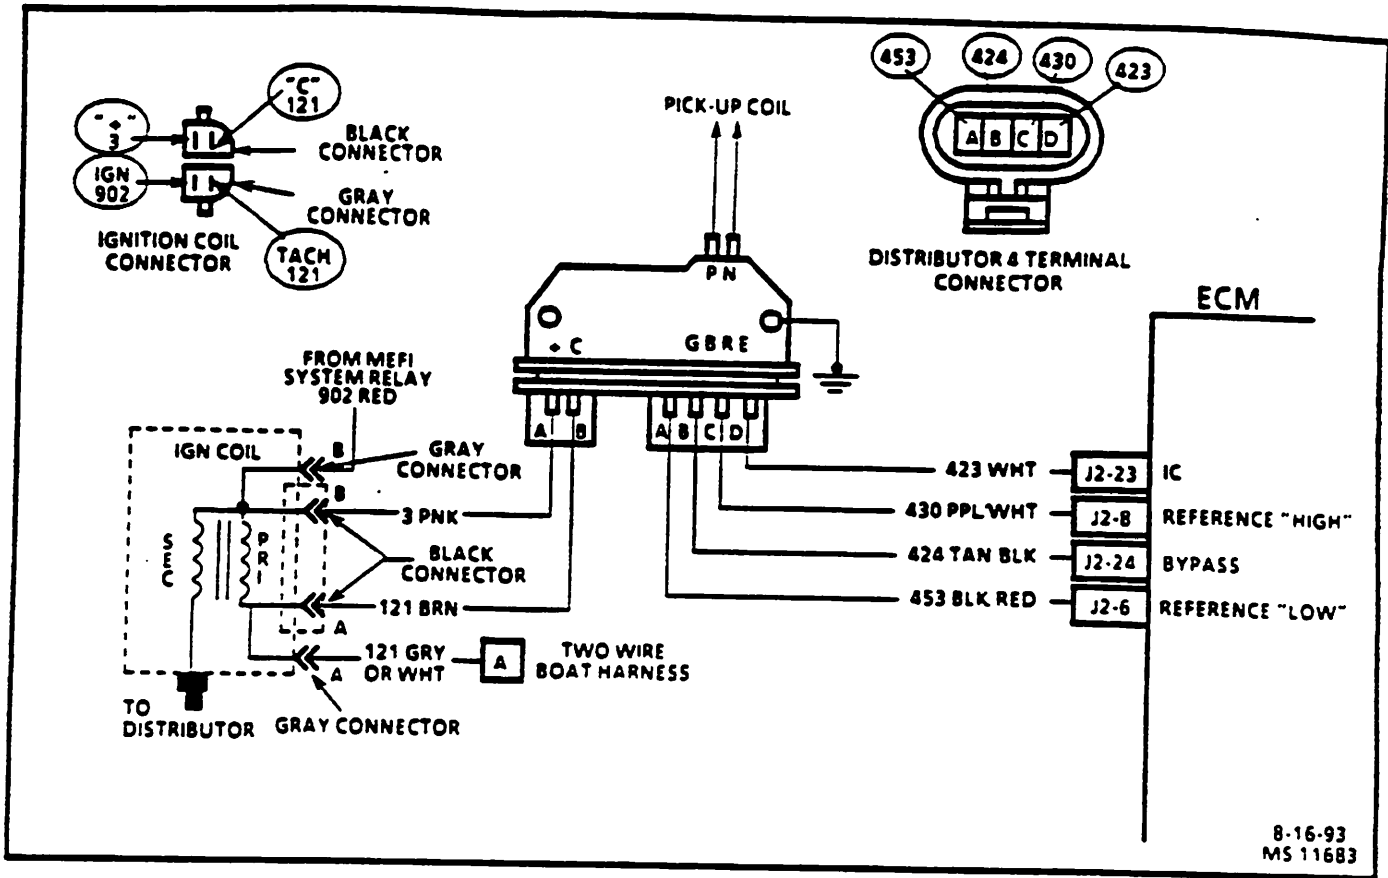 453
424
430
423
"C"
121
"+"
3
BLACK
CONNECTOR
IGN
902
GRAY
CONNECTOR
IGNITION COIL
CONNECTOR
TACH
121
PICK-UP COIL
A B C D
DISTRIBUTOR 4 TERMINAL
CONNECTOR
P N
+ C
G B R E
ECM
FROM MEFI
SYSTEM RELAY
902 RED
A B
A B C D
IGN COIL
B
GRAY
CONNECTOR
B
3 PNK
SEC
PRI
BLACK
CONNECTOR
121 BRN
A
121 GRY
OR WHT
A
A
TWO WIRE
BOAT HARNESS
TO
DISTRIBUTOR
GRAY CONNECTOR
423 WHT
J2-23
IC
430 PPL WHT
J2-8
REFERENCE "HIGH"
424 TAN BLK
J2-24
BYPASS
453 BLK RED
J2-6
REFERENCE "LOW"
8-16-93
MS 11683